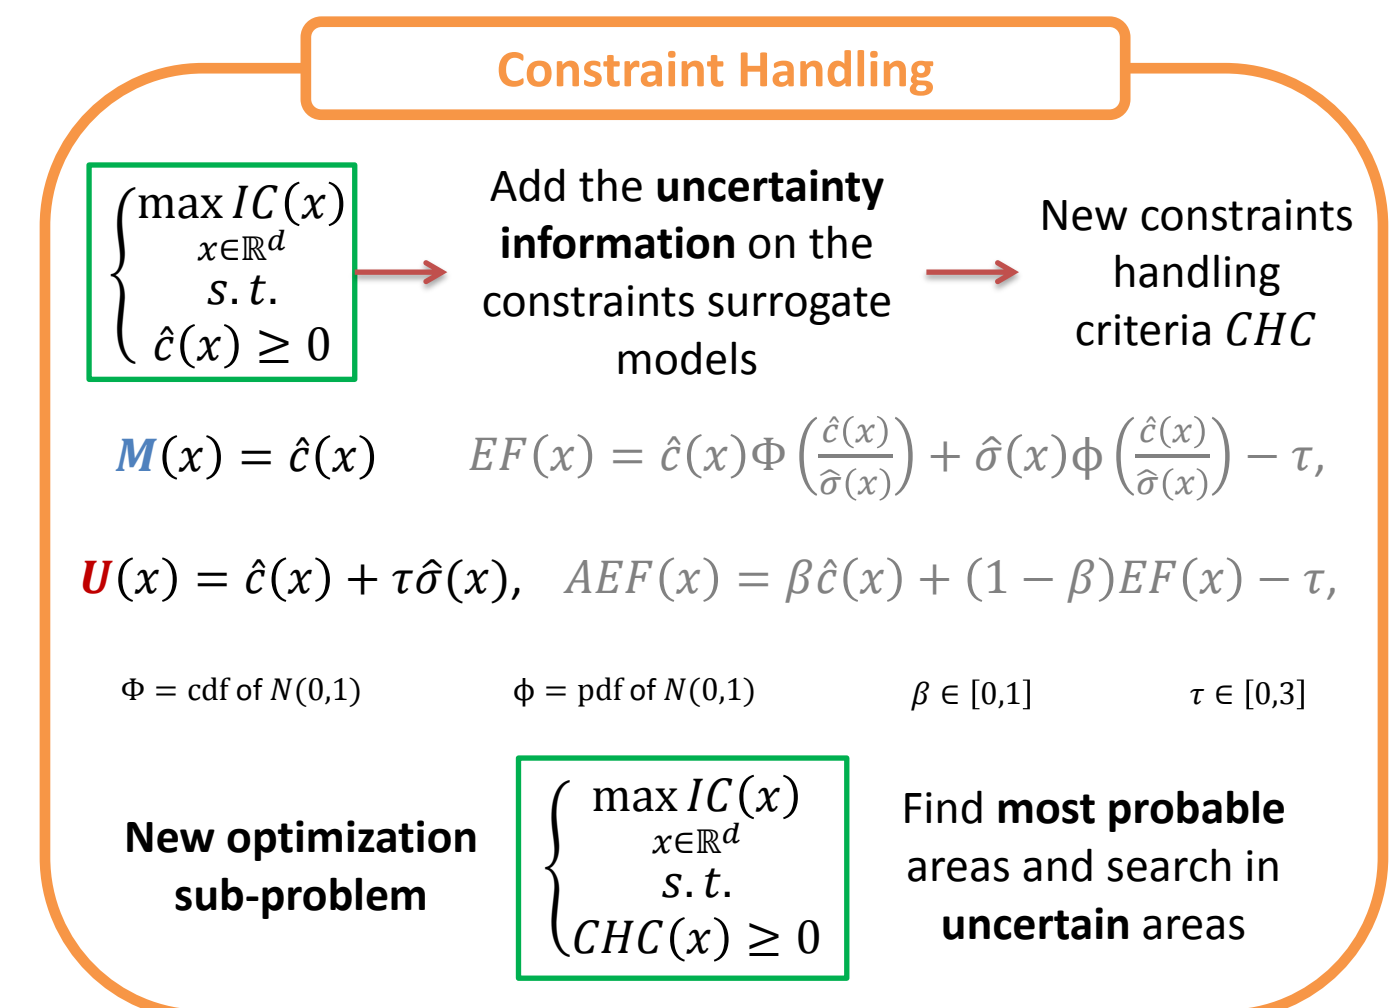 Constraint Handling
max IC(x)
x∈ℝᵈ
s.t.
ĉ(x) ≥ 0
Add the uncertainty
information on the
constraints surrogate
models
New constraints
handling
criteria CHC
M(x) = ĉ(x)
EF(x) = ĉ(x)Φ(ĉ(x)/σ̂(x)) + σ̂(x)ϕ(ĉ(x)/σ̂(x)) − τ,
U(x) = ĉ(x) + τσ̂(x),
AEF(x) = βĉ(x) + (1 − β)EF(x) − τ,
Φ = cdf of N(0,1)
ϕ = pdf of N(0,1)
β ∈ [0,1]
τ ∈ [0,3]
New optimization
sub-problem
max IC(x)
x∈ℝᵈ
s.t.
CHC(x) ≥ 0
Find most probable
areas and search in
uncertain areas